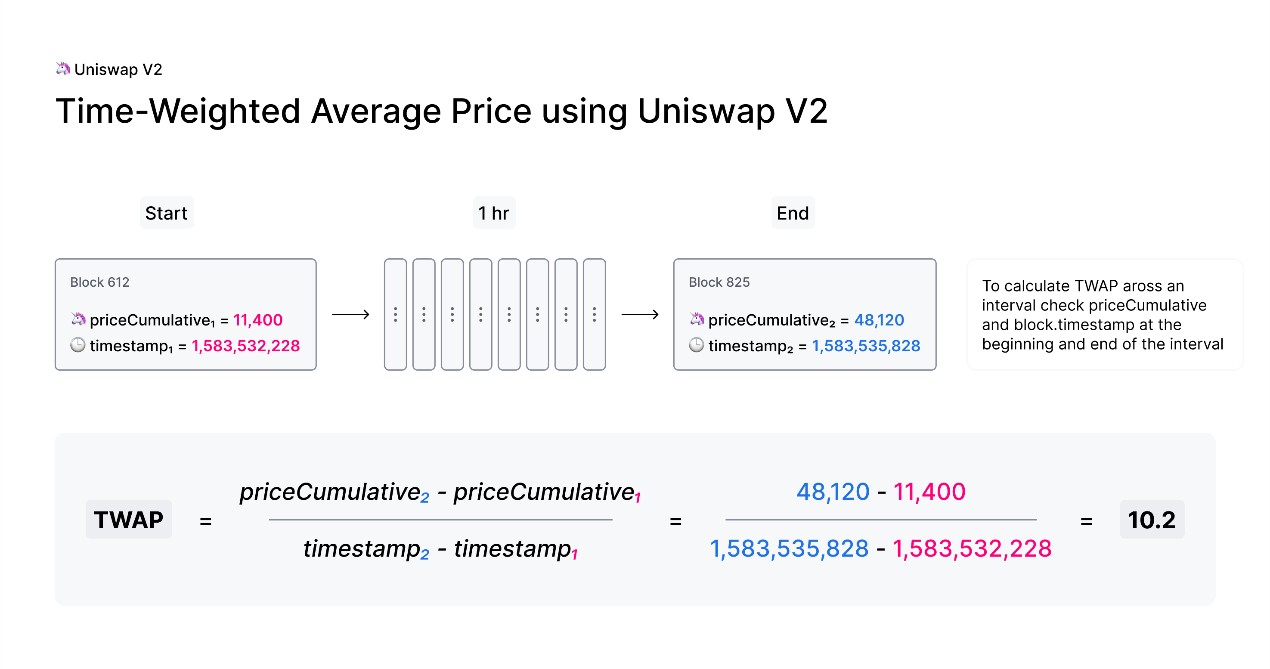 🦄 Uniswap V2
Time-Weighted Average Price using Uniswap V2
Start
1 hr
End
Block 612
🦄 priceCumulative₁ = 11,400
🕒 timestamp₁ = 1,583,532,228
Block 825
🦄 priceCumulative₂ = 48,120
🕒 timestamp₂ = 1,583,535,828
To calculate TWAP aross an
interval check priceCumulative
and block.timestamp at the
beginning and end of the interval
priceCumulative₂ - priceCumulative₁
48,120 - 11,400
TWAP = = = 10.2
timestamp₂ - timestamp₁
1,583,535,828 - 1,583,532,228